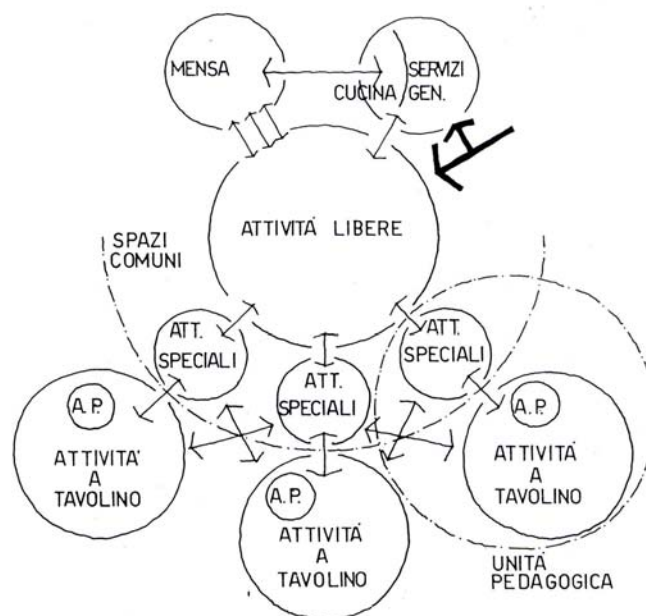 MENSA
SERVIZI
CUCINA GEN.
ATTIVITÀ LIBERE
SPAZI
COMUNI
ATT.
SPECIALI
ATT.
SPECIALI
ATT.
SPECIALI
A.P.
ATTIVITA'
A
TAVOLINO
A.P.
ATTIVITÀ
A
TAVOLINO
A.P.
ATTIVITÀ
A
TAVOLINO
UNITÀ
PEDAGOGICA